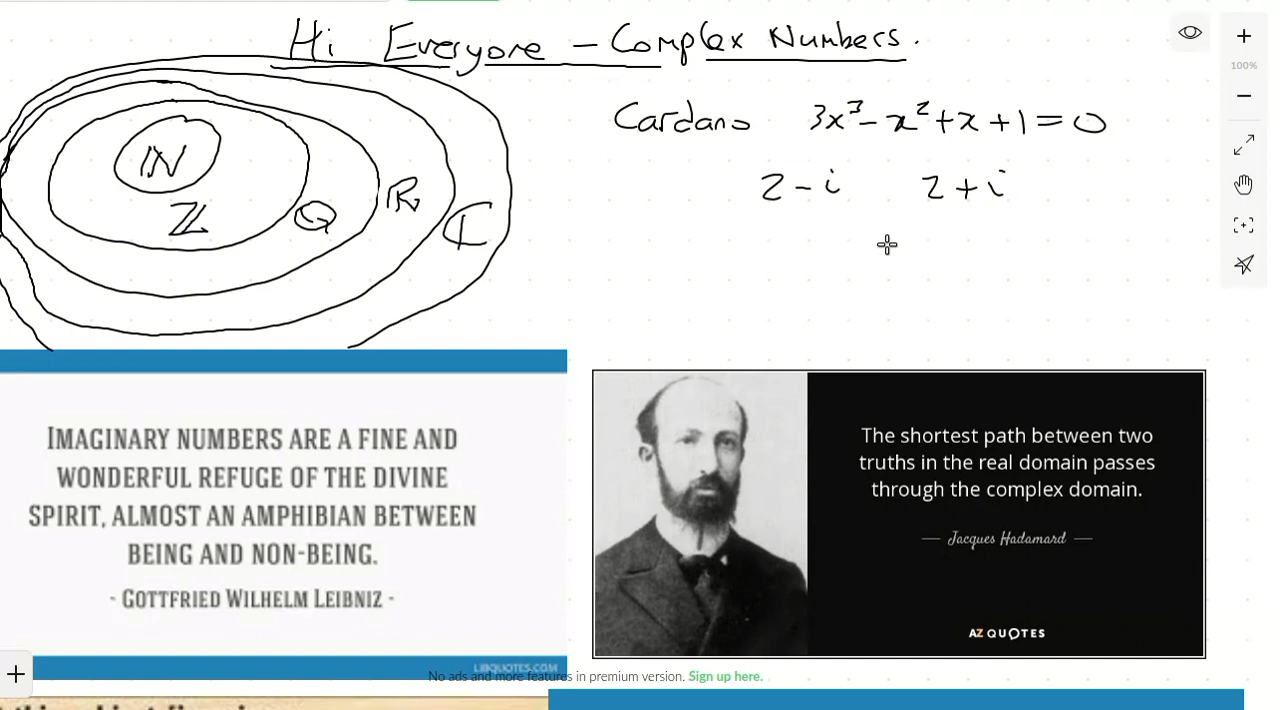 Hi Everyone – Complex Numbers.
Cardano 3x³-x²+x+1=0
2-i 2+i
ℕ
ℤ
ℚ
ℝ
ℂ
100%
IMAGINARY NUMBERS ARE A FINE AND
WONDERFUL REFUGE OF THE DIVINE
SPIRIT, ALMOST AN AMPHIBIAN BETWEEN
BEING AND NON-BEING.
- GOTTFRIED WILHELM LEIBNIZ -
LIBQUOTES.COM
The shortest path between two
truths in the real domain passes
through the complex domain.
— Jacques Hadamard —
AZ QUOTES
No ads and more features in premium version. Sign up here.